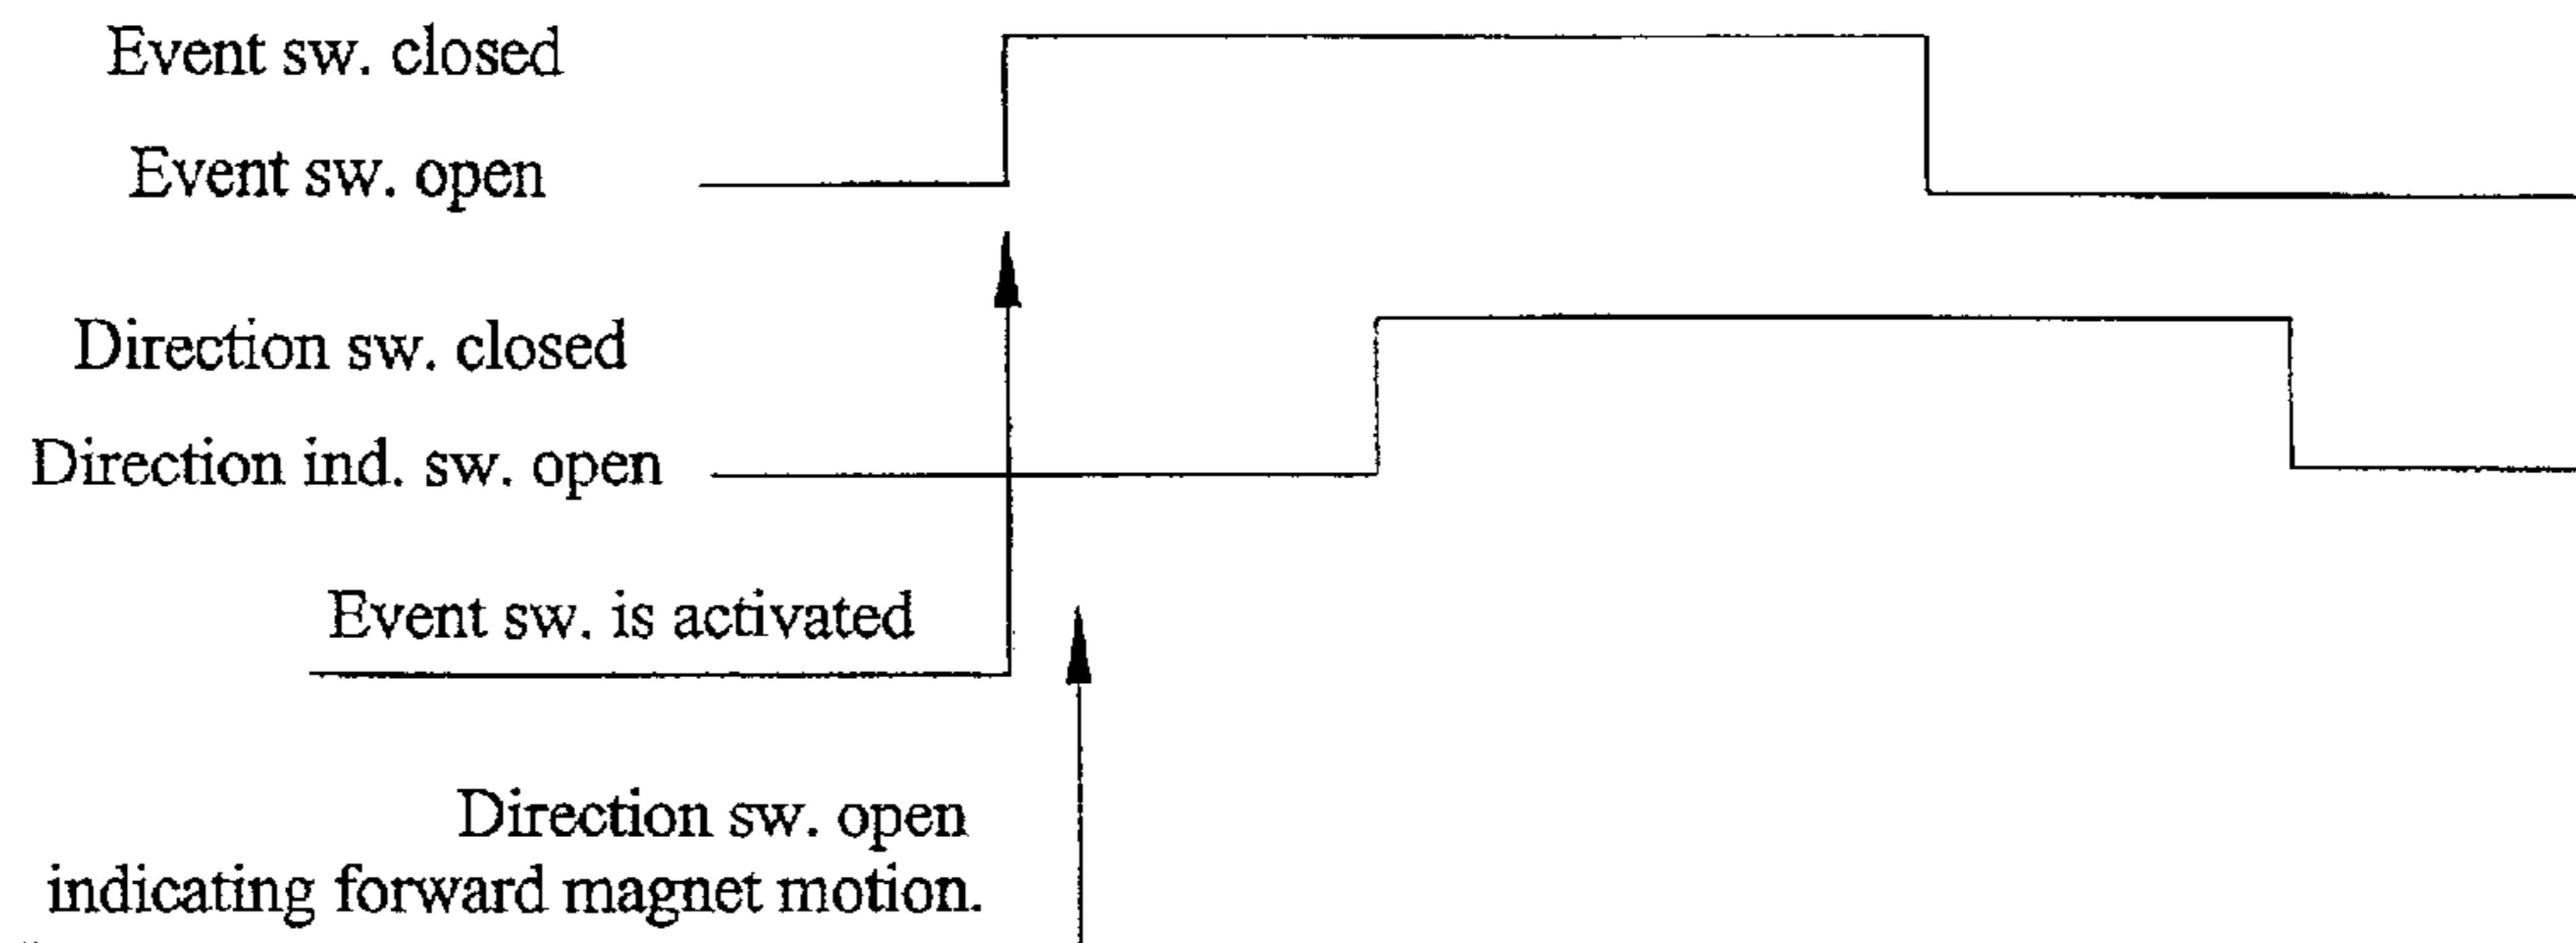 Event sw. closed
Event sw. open
Direction sw. closed
Direction ind. sw. open
Event sw. is activated
Direction sw. open
indicating forward magnet motion.